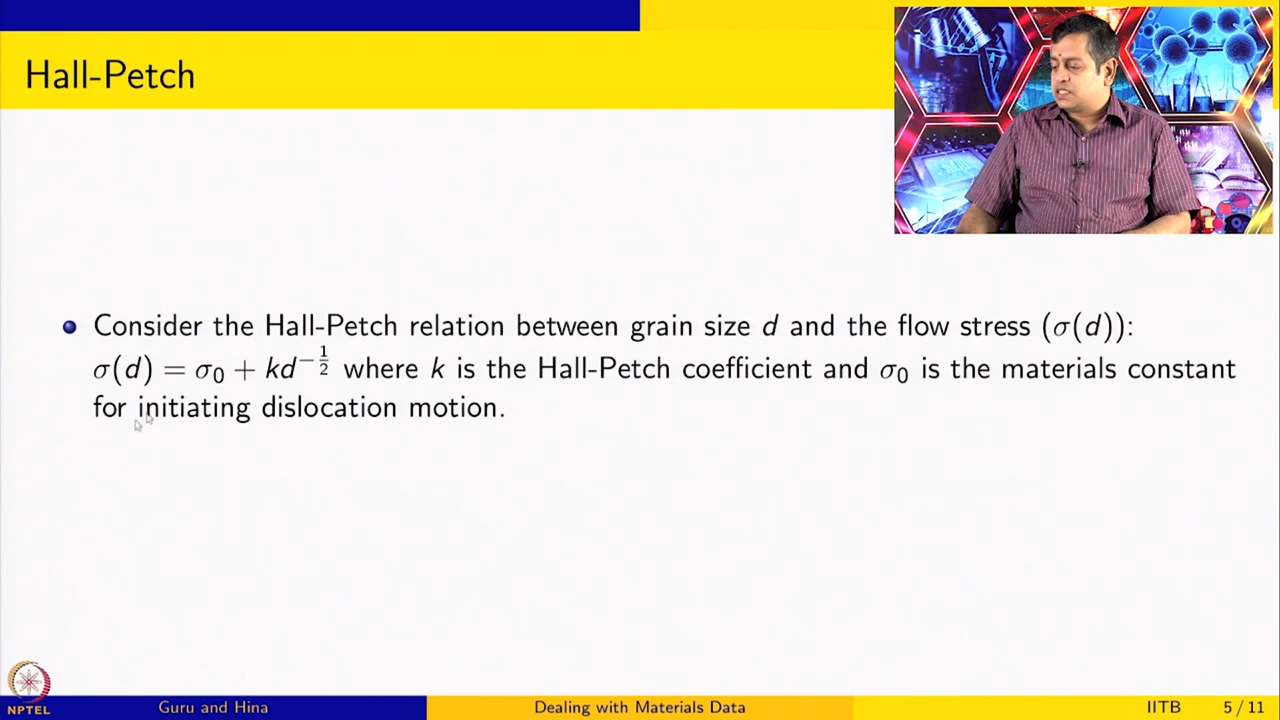 Hall-Petch
Consider the Hall-Petch relation between grain size d and the flow stress (σ(d)):
σ(d) = σ₀ + kd^{-1/2} where k is the Hall-Petch coefficient and σ₀ is the materials constant
for initiating dislocation motion.
NPTEL
Guru and Hina
Dealing with Materials Data
IITB
5 / 11